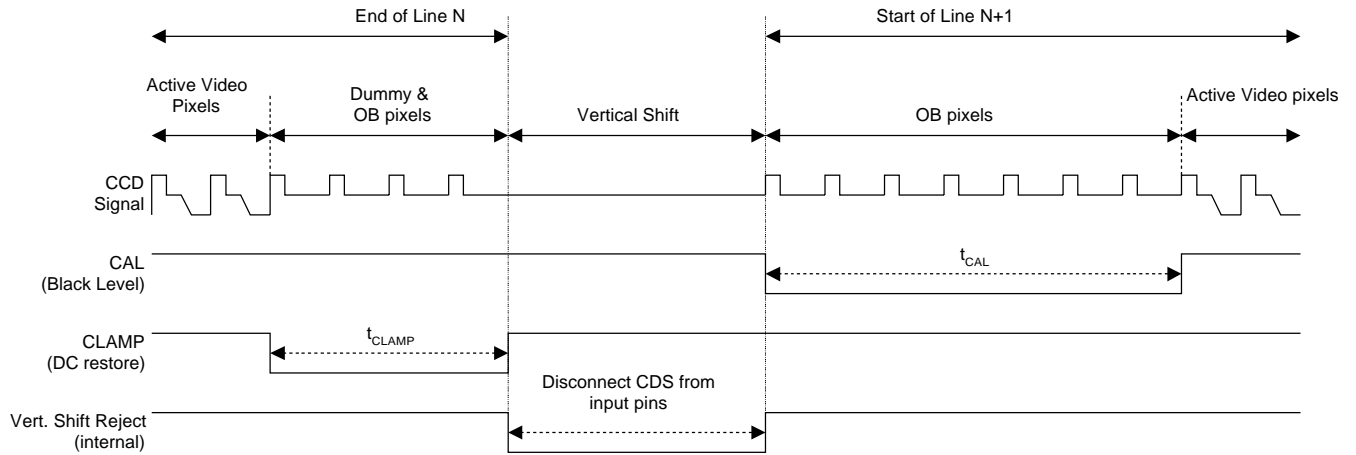 End of Line N
Start of Line N+1
Active Video
Pixels
Dummy &
OB pixels
Vertical Shift
OB pixels
Active Video pixels
CCD
Signal
CAL
(Black Level)
tCAL
CLAMP
(DC restore)
tCLAMP
Disconnect CDS from
input pins
Vert. Shift Reject
(internal)